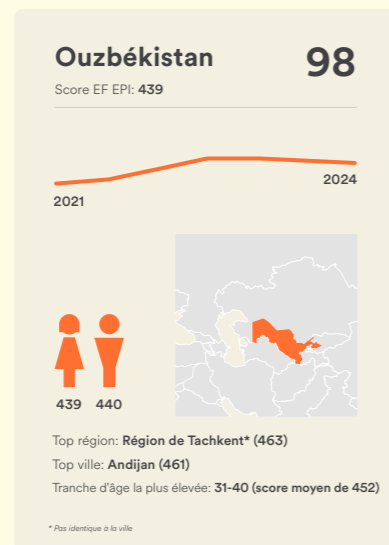 Ouzbékistan
98
Score EF EPI: 439
2024
2021
439 440
Top région: Région de Tachkent* (463)
Top ville: Andijan (461)
Tranche d'âge la plus élevée: 31-40 (score moyen de 452)
* Pas identique à la ville